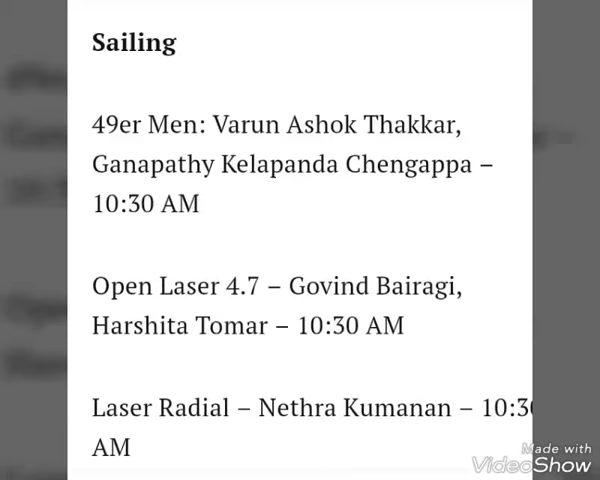 Sailing
49er Men: Varun Ashok Thakkar,
Ganapathy Kelapanda Chengappa –
10:30 AM
Open Laser 4.7 – Govind Bairagi,
Harshita Tomar – 10:30 AM
Laser Radial – Nethra Kumanan – 10:30
AM
Made with
VideoShow